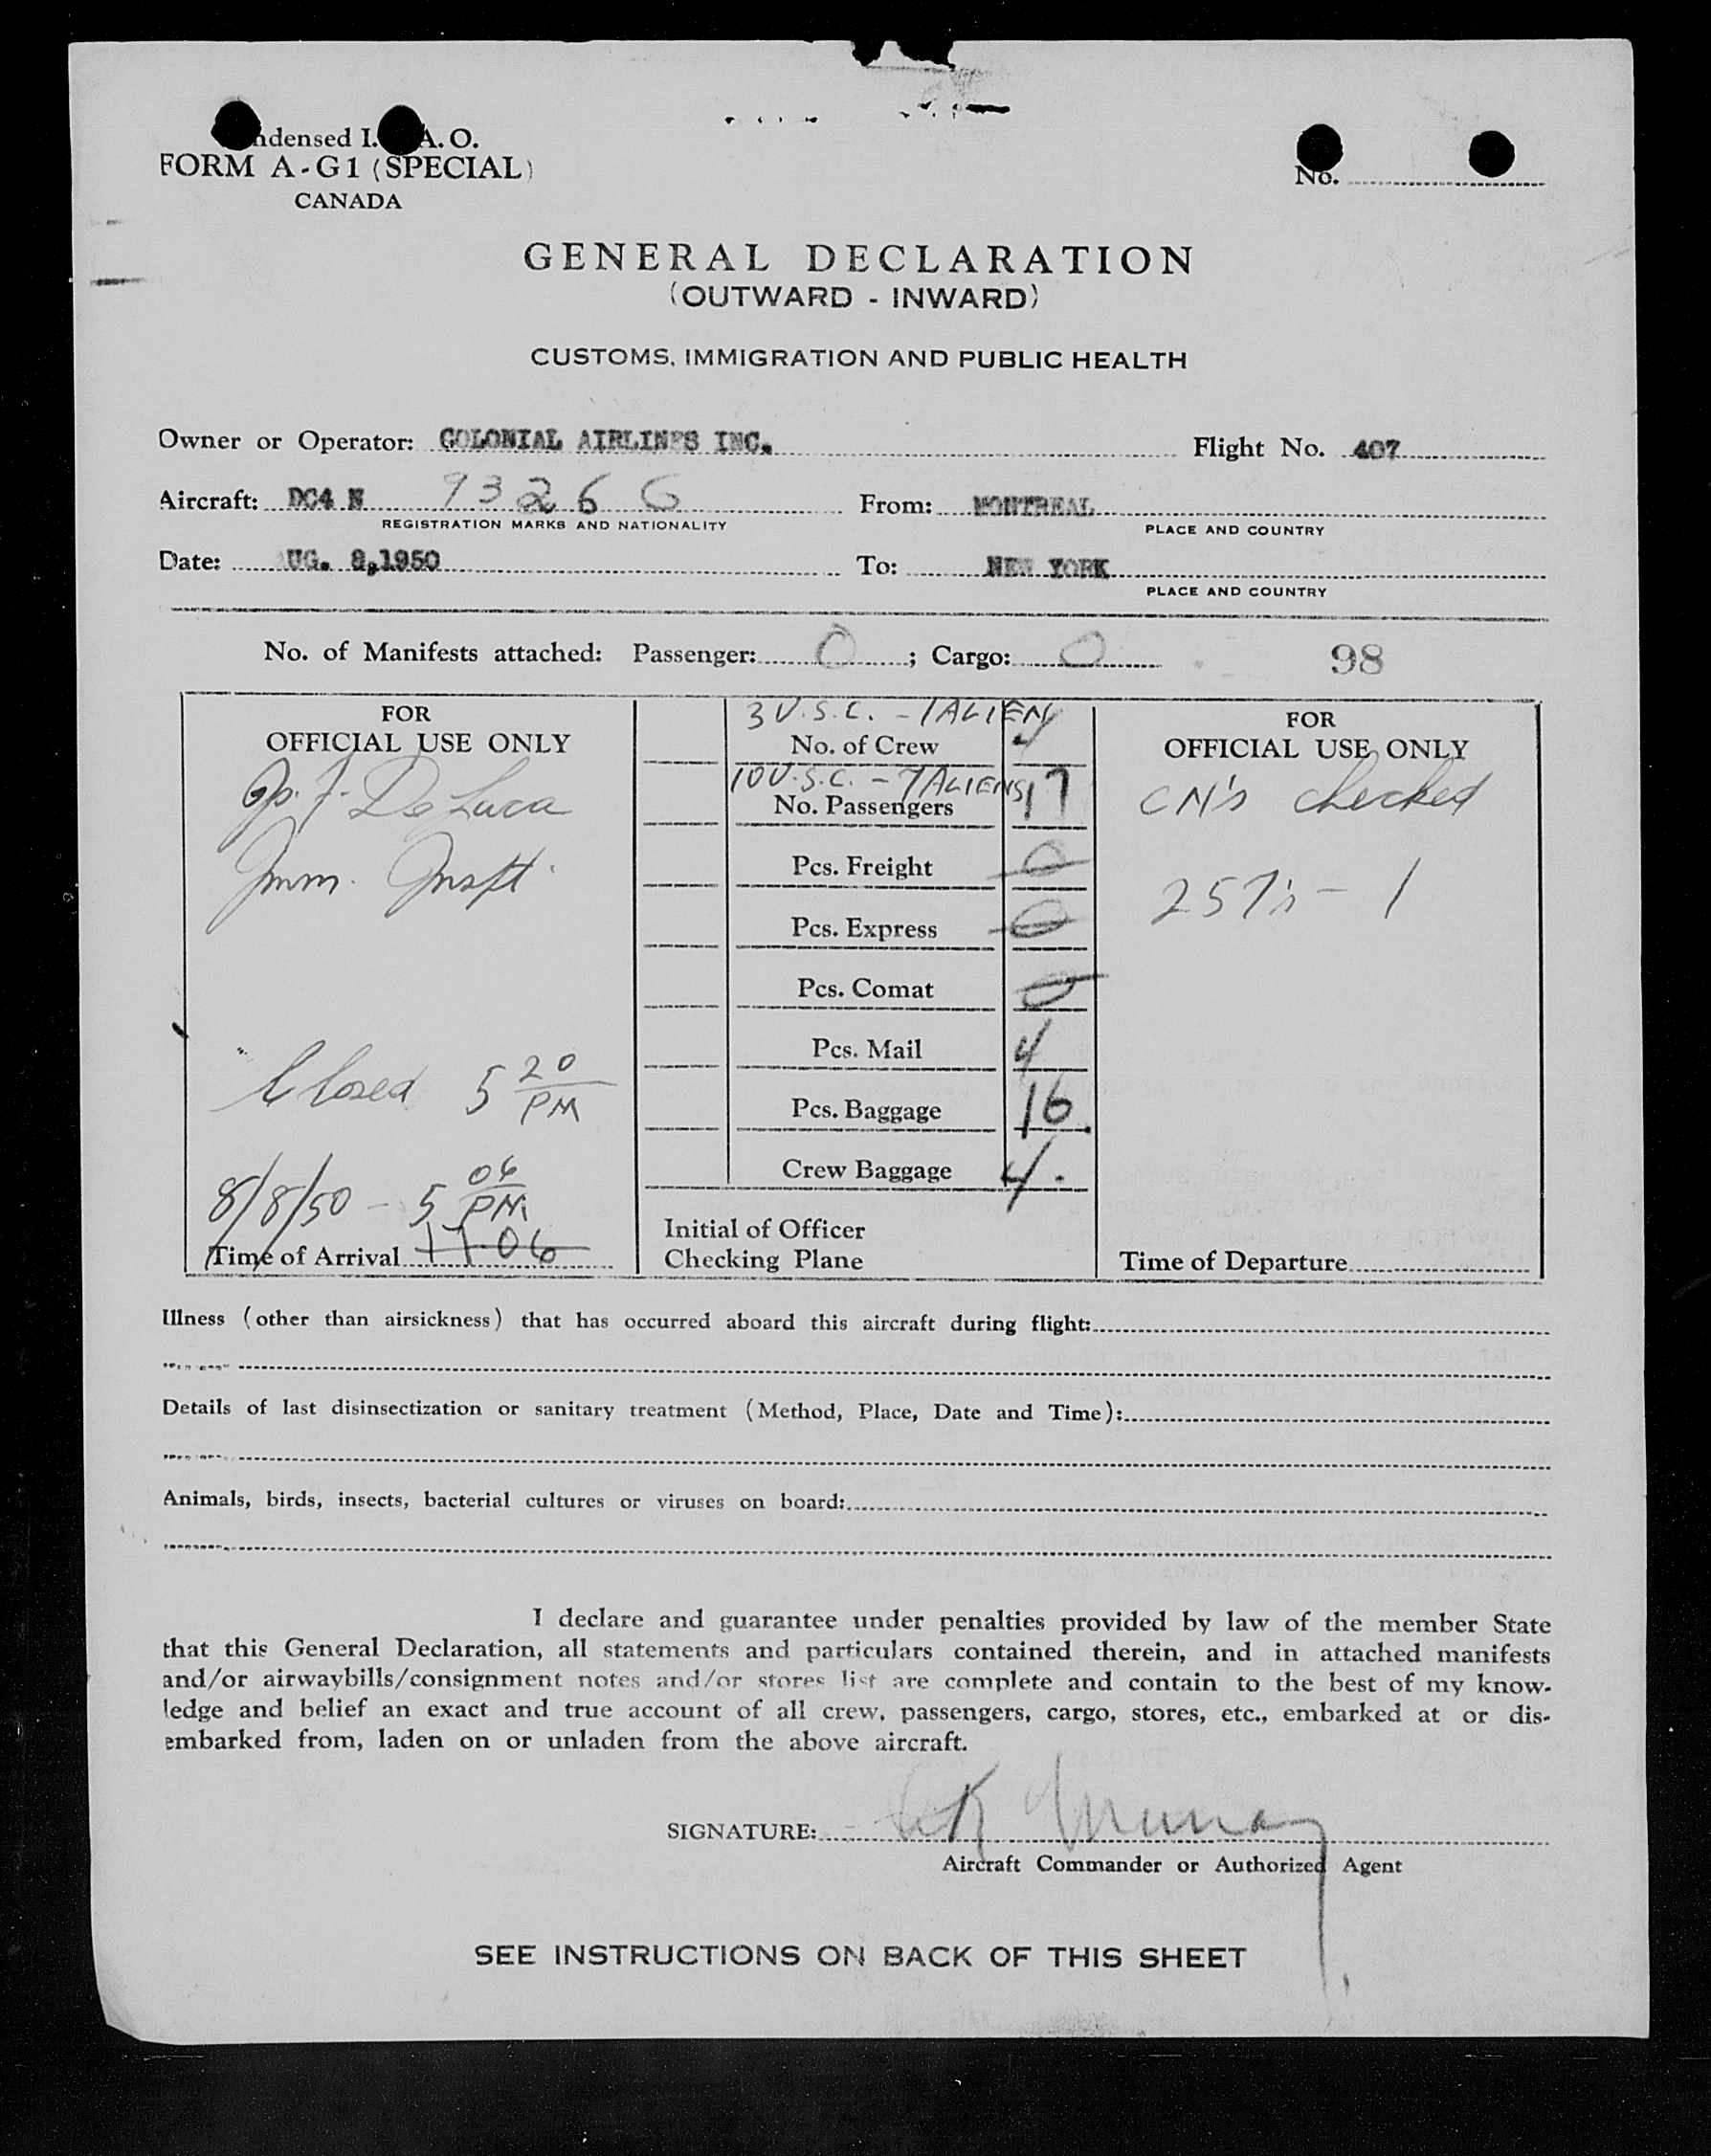 ndensed I. A. O.
FORM A-G1 (SPECIAL)
CANADA
No.
GENERAL DECLARATION
(OUTWARD - INWARD)
CUSTOMS, IMMIGRATION AND PUBLIC HEALTH
Owner or Operator: COLONIAL AIRLINES INC. Flight No. 407
Aircraft: DC4 N 93266 From: MONTREAL
REGISTRATION MARKS AND NATIONALITY PLACE AND COUNTRY
Date: AUG. 8,1950 To: NEW YORK
PLACE AND COUNTRY
No. of Manifests attached: Passenger: 0 ; Cargo: 0 98
FOR
OFFICIAL USE ONLY
De Luca
Imm. Inspt.
Closed 5 20 PM
8/8/50 - 5 06 PM
Time of Arrival 17.06
3 U.S.C. - 1 ALIEN
No. of Crew 4
10 U.S.C. - 7 ALIENS
No. Passengers 17
Pcs. Freight 0
Pcs. Express 0
Pcs. Comat 0
Pcs. Mail 4
Pcs. Baggage 16.
Crew Baggage 4.
Initial of Officer
Checking Plane
FOR
OFFICIAL USE ONLY
CN's checked
257's - 1
Time of Departure
Illness (other than airsickness) that has occurred aboard this aircraft during flight:
Details of last disinsectization or sanitary treatment (Method, Place, Date and Time):
Animals, birds, insects, bacterial cultures or viruses on board:
I declare and guarantee under penalties provided by law of the member State
that this General Declaration, all statements and particulars contained therein, and in attached manifests
and/or airwaybills/consignment notes and/or stores list are complete and contain to the best of my know-
ledge and belief an exact and true account of all crew, passengers, cargo, stores, etc., embarked at or dis-
embarked from, laden on or unladen from the above aircraft.
SIGNATURE:
Aircraft Commander or Authorized Agent
SEE INSTRUCTIONS ON BACK OF THIS SHEET